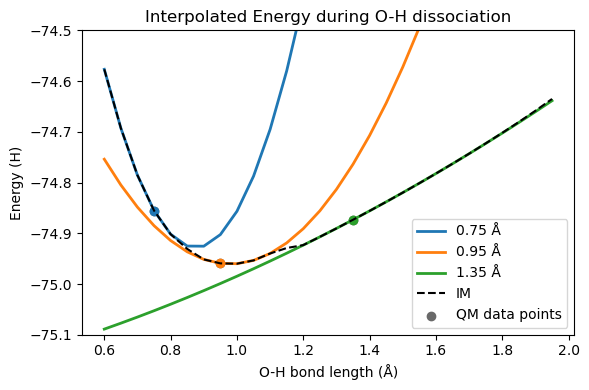 Interpolated Energy during O-H dissociation
Energy (H)
−74.5
−74.6
−74.7
−74.8
−74.9
−75.0
−75.1
0.75 Å
0.95 Å
1.35 Å
IM
QM data points
0.6 0.8 1.0 1.2 1.4 1.6 1.8 2.0
O-H bond length (Å)